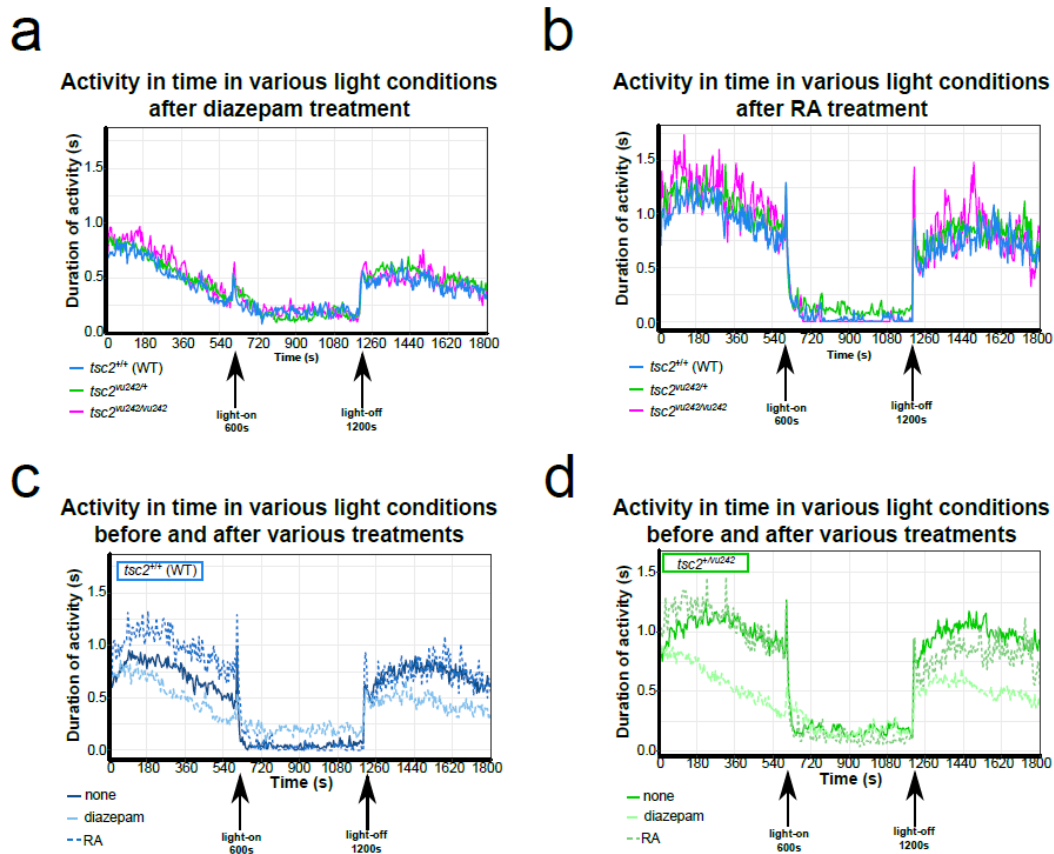 a
Activity in time in various light conditions
after diazepam treatment
Duration of activity (s)
1.5
1.0
0.5
0.0
0 180 360 540 720 900 1080 1260 1440 1620 1800
Time (s)
tsc2+/+ (WT)
tsc2vu242/+
tsc2vu242/vu242
light-on
600s
light-off
1200s
b
Activity in time in various light conditions
after RA treatment
Duration of activity (s)
1.5
1.0
0.5
0.0
0 180 360 540 720 900 1080 1260 1440 1620 1800
Time (s)
tsc2+/+ (WT)
tsc2vu242/+
tsc2vu242/vu242
light-on
600s
light-off
1200s
c
Activity in time in various light conditions
before and after various treatments
Duration of activity (s)
tsc2+/+ (WT)
1.5
1.0
0.5
0.0
0 180 360 540 720 900 1080 1260 1440 1620 1800
Time (s)
none
diazepam
RA
light-on
600s
light-off
1200s
d
Activity in time in various light conditions
before and after various treatments
Duration of activity (s)
tsc2+/vu242
1.5
1.0
0.5
0.0
0 180 360 540 720 900 1080 1260 1440 1620 1800
Time (s)
none
diazepam
RA
light-on
600s
light-off
1200s